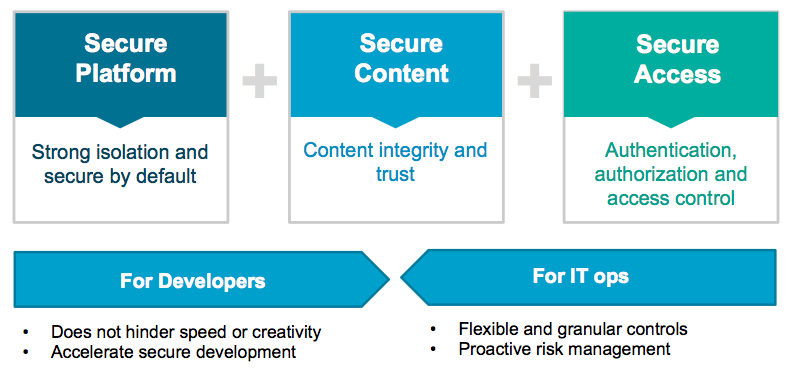 Secure
Platform
+
Secure
Content
+
Secure
Access
Strong isolation and
secure by default
Content integrity and
trust
Authentication,
authorization and
access control
For Developers
For IT ops
• Does not hinder speed or creativity
• Accelerate secure development
• Flexible and granular controls
• Proactive risk management